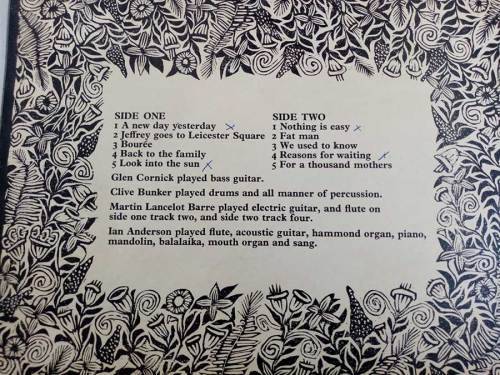 SIDE ONE
1 A new day yesterday
2 Jeffrey goes to Leicester Square
3 Bourée
4 Back to the family
5 Look into the sun
SIDE TWO
1 Nothing is easy
2 Fat man
3 We used to know
4 Reasons for waiting
5 For a thousand mothers
Glen Cornick played bass guitar.
Clive Bunker played drums and all manner of percussion.
Martin Lancelot Barre played electric guitar, and flute on
side one track two, and side two track four.
Ian Anderson played flute, acoustic guitar, hammond organ, piano,
mandolin, balalaika, mouth organ and sang.